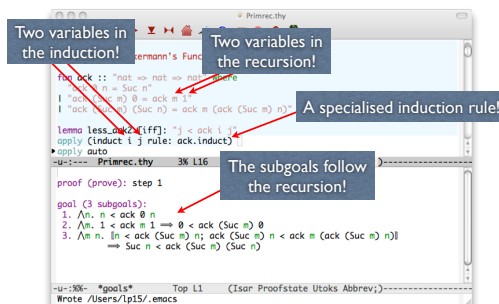 Primrec.thy
Two variables in
the induction!
Two variables in
the recursion!
kermann's Func
fun ack :: "nat => nat => nat" where
"ack 0 n = Suc n"
| "ack (Suc m) 0 = ack m 1"
| "ack (Suc m) (Suc n) = ack m (ack (Suc m) n)"
A specialised induction rule!
lemma less_ack2 [iff]: "j < ack i j"
apply (induct i j rule: ack.induct)
apply auto
-u-:--- Primrec.thy 3% L16 )----
The subgoals follow
the recursion!
proof (prove): step 1
goal (3 subgoals):
1. ⋀n. n < ack 0 n
2. ⋀m. 1 < ack m 1 ⟹ 0 < ack (Suc m) 0
3. ⋀m n. ⟦n < ack (Suc m) n; ack (Suc m) n < ack m (ack (Suc m) n)⟧
⟹ Suc n < ack (Suc m) (Suc n)
-u-:%%- *goals* Top L1 (Isar Proofstate Utoks Abbrev;)----
Wrote /Users/lp15/.emacs